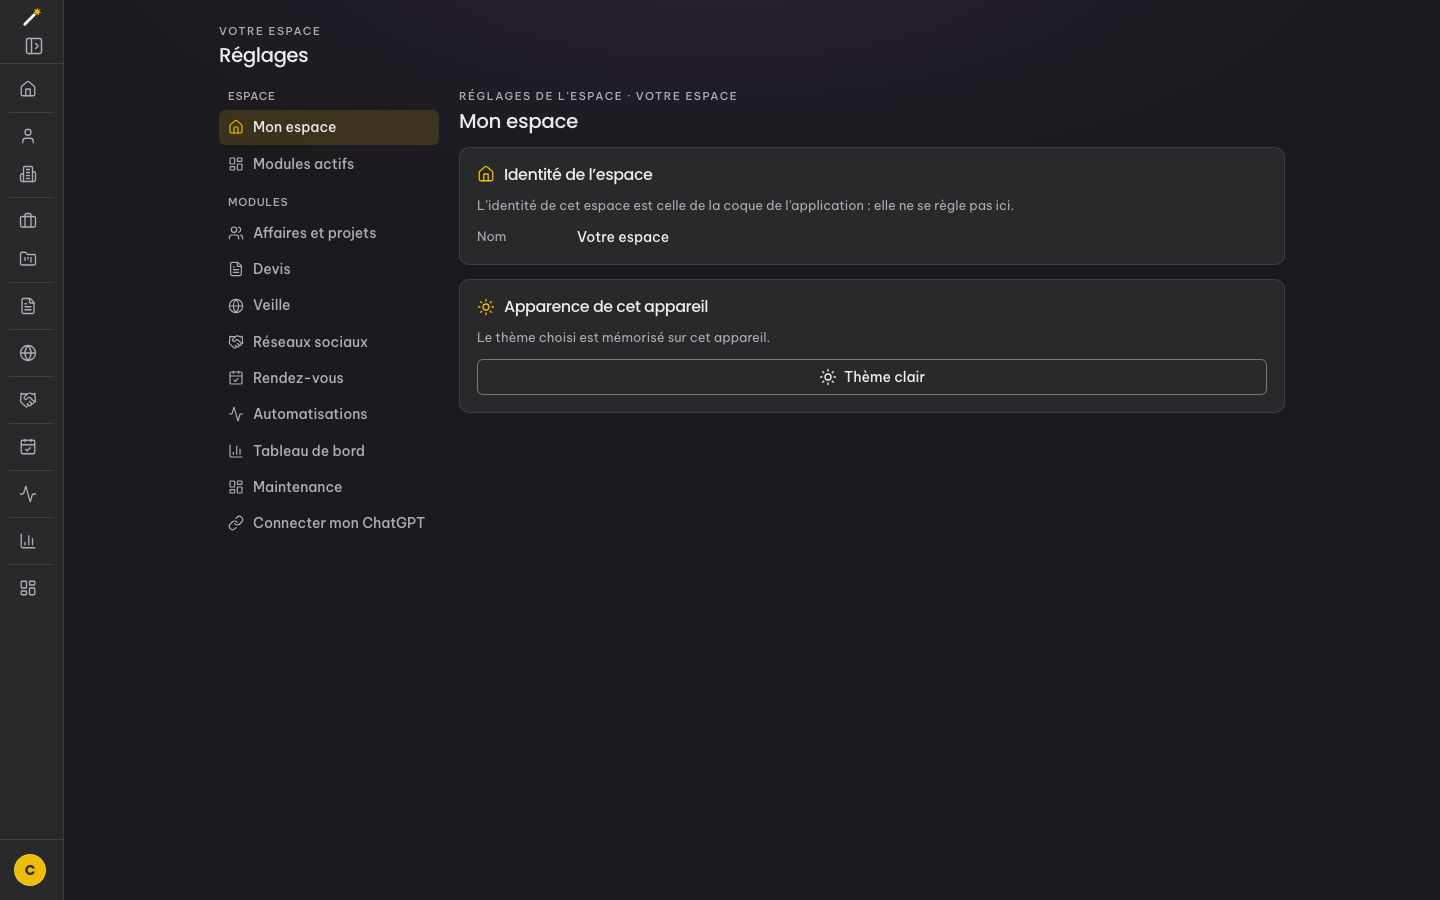 VOTRE ESPACE
Réglages
ESPACE
Mon espace
Modules actifs
MODULES
Affaires et projets
Devis
Veille
Réseaux sociaux
Rendez-vous
Automatisations
Tableau de bord
Maintenance
Connecter mon ChatGPT
RÉGLAGES DE L'ESPACE · VOTRE ESPACE
Mon espace
Identité de l’espace
L’identité de cet espace est celle de la coque de l’application : elle ne se règle pas ici.
Nom Votre espace
Apparence de cet appareil
Le thème choisi est mémorisé sur cet appareil.
Thème clair
C